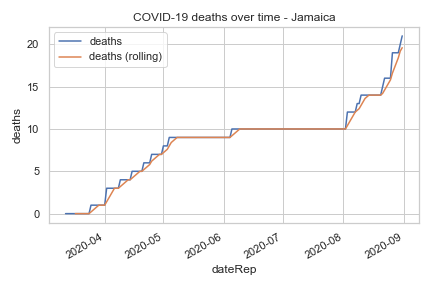 COVID-19 deaths over time - Jamaica
deaths
deaths (rolling)
deaths
20
15
10
5
0
2020-04
2020-05
2020-06
2020-07
2020-08
2020-09
dateRep